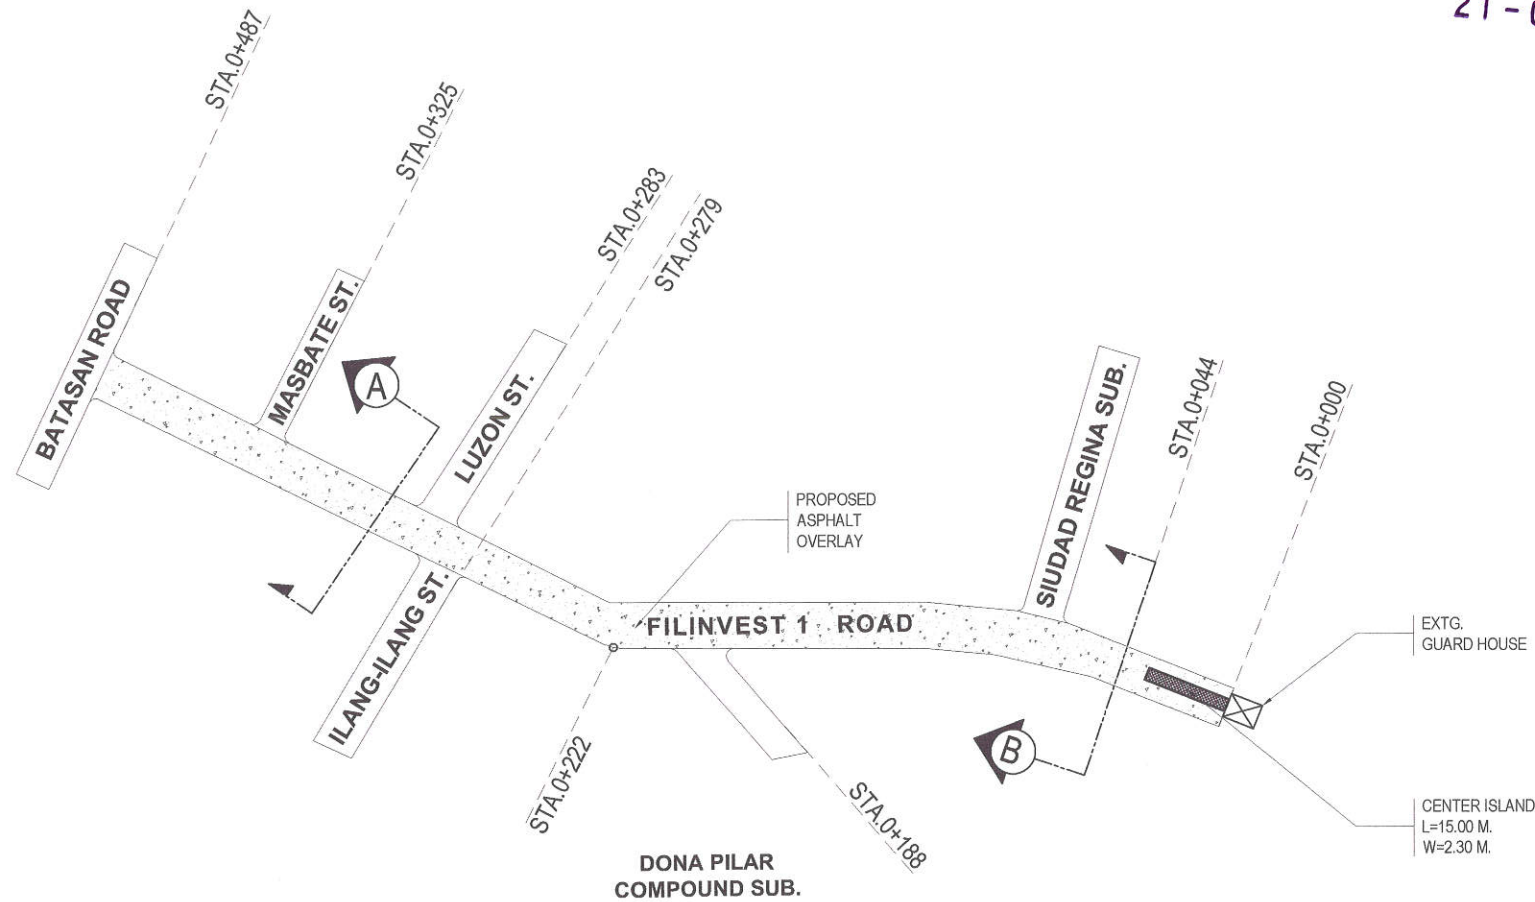 21-
STA.0+487
STA.0+325
STA.0+283
STA.0+279
BATASAN ROAD
MASBATE ST.
A
LUZON ST.
SIUDAD REGINA SUB.
STA.0+044
STA.0+000
PROPOSED
ASPHALT
OVERLAY
ILANG-ILANG ST.
FILINVEST 1 ROAD
EXTG.
GUARD HOUSE
B
STA.0+222
STA.0+188
CENTER ISLAND
L=15.00 M.
W=2.30 M.
DONA PILAR
COMPOUND SUB.